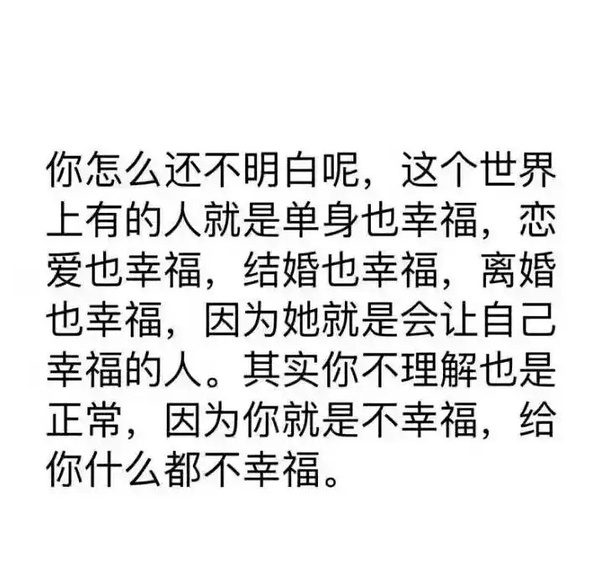 你怎么还不明白呢，这个世界
上有的人就是单身也幸福，恋
爱也幸福，结婚也幸福，离婚
也幸福，因为她就是会让自己
幸福的人。其实你不理解也是
正常，因为你就是不幸福，给
你什么都不幸福。